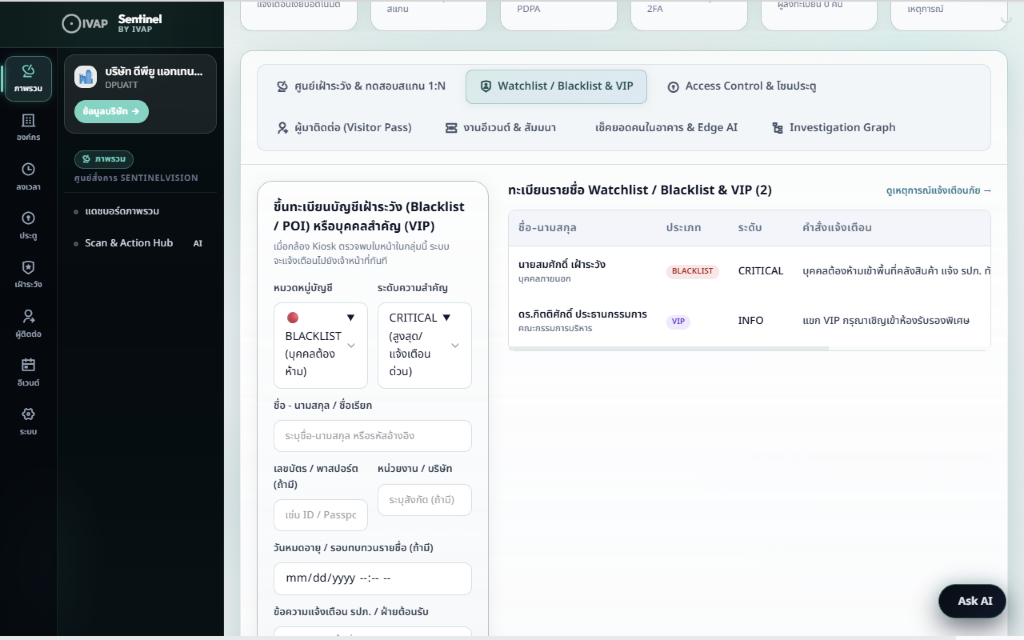 IVAP Sentinel
BY IVAP
ภาพรวม
องค์กร
ลงเวลา
ประตู
เฝ้าระวัง
ผู้ติดต่อ
อีเวนต์
ระบบ
บริษัท ดีพียู แอทเทน...
DPUATT
ข้อมูลบริษัท →
ภาพรวม
ศูนย์สั่งการ SENTINELVISION
แดชบอร์ดภาพรวม
Scan & Action Hub AI
สแกน
PDPA
2FA
เหตุการณ์
ศูนย์เฝ้าระวัง & ทดสอบสแกน 1:N
Watchlist / Blacklist & VIP
Access Control & โซนประตู
ผู้มาติดต่อ (Visitor Pass)
งานอีเวนต์ & สัมมนา
เช็คยอดคนในอาคาร & Edge AI
Investigation Graph
ขึ้นทะเบียนบัญชีเฝ้าระวัง (Blacklist
/ POI) หรือบุคคลสำคัญ (VIP)
เมื่อกล้อง Kiosk ตรวจพบใบหน้าในกลุ่มนี้ ระบบ
จะแจ้งเตือนไปยังเจ้าหน้าที่ทันที
หมวดหมู่บัญชี
ระดับความสำคัญ
BLACKLIST
(บุคคลต้อง
ห้าม)
CRITICAL
(สูงสุด/
แจ้งเตือน
ด่วน)
ชื่อ - นามสกุล / ชื่อเรียก
ระบุชื่อ-นามสกุล หรือรหัสอ้างอิง
เลขบัตร / พาสปอร์ต
(ถ้ามี)
หน่วยงาน / บริษัท
เช่น ID / Passpo
ระบุสังกัด (ถ้ามี)
วันหมดอายุ / รอบทบทวนรายชื่อ (ถ้ามี)
mm/dd/yyyy --:-- --
ข้อความแจ้งเตือน รปภ. / ฝ่ายต้อนรับ
ทะเบียนรายชื่อ Watchlist / Blacklist & VIP (2)
ดูเหตุการณ์แจ้งเตือนภัย →
ชื่อ-นามสกุล ประเภท ระดับ คำสั่งแจ้งเตือน
นายสมศักดิ์ เฝ้าระวัง
บุคคลภายนอก
BLACKLIST CRITICAL บุคคลต้องห้ามเข้าพื้นที่คลังสินค้า แจ้ง รปภ. ทั
ดร.กิตติศักดิ์ ประธานกรรมการ
คณะกรรมการบริหาร
VIP INFO แขก VIP กรุณาเชิญเข้าห้องรับรองพิเศษ
Ask AI